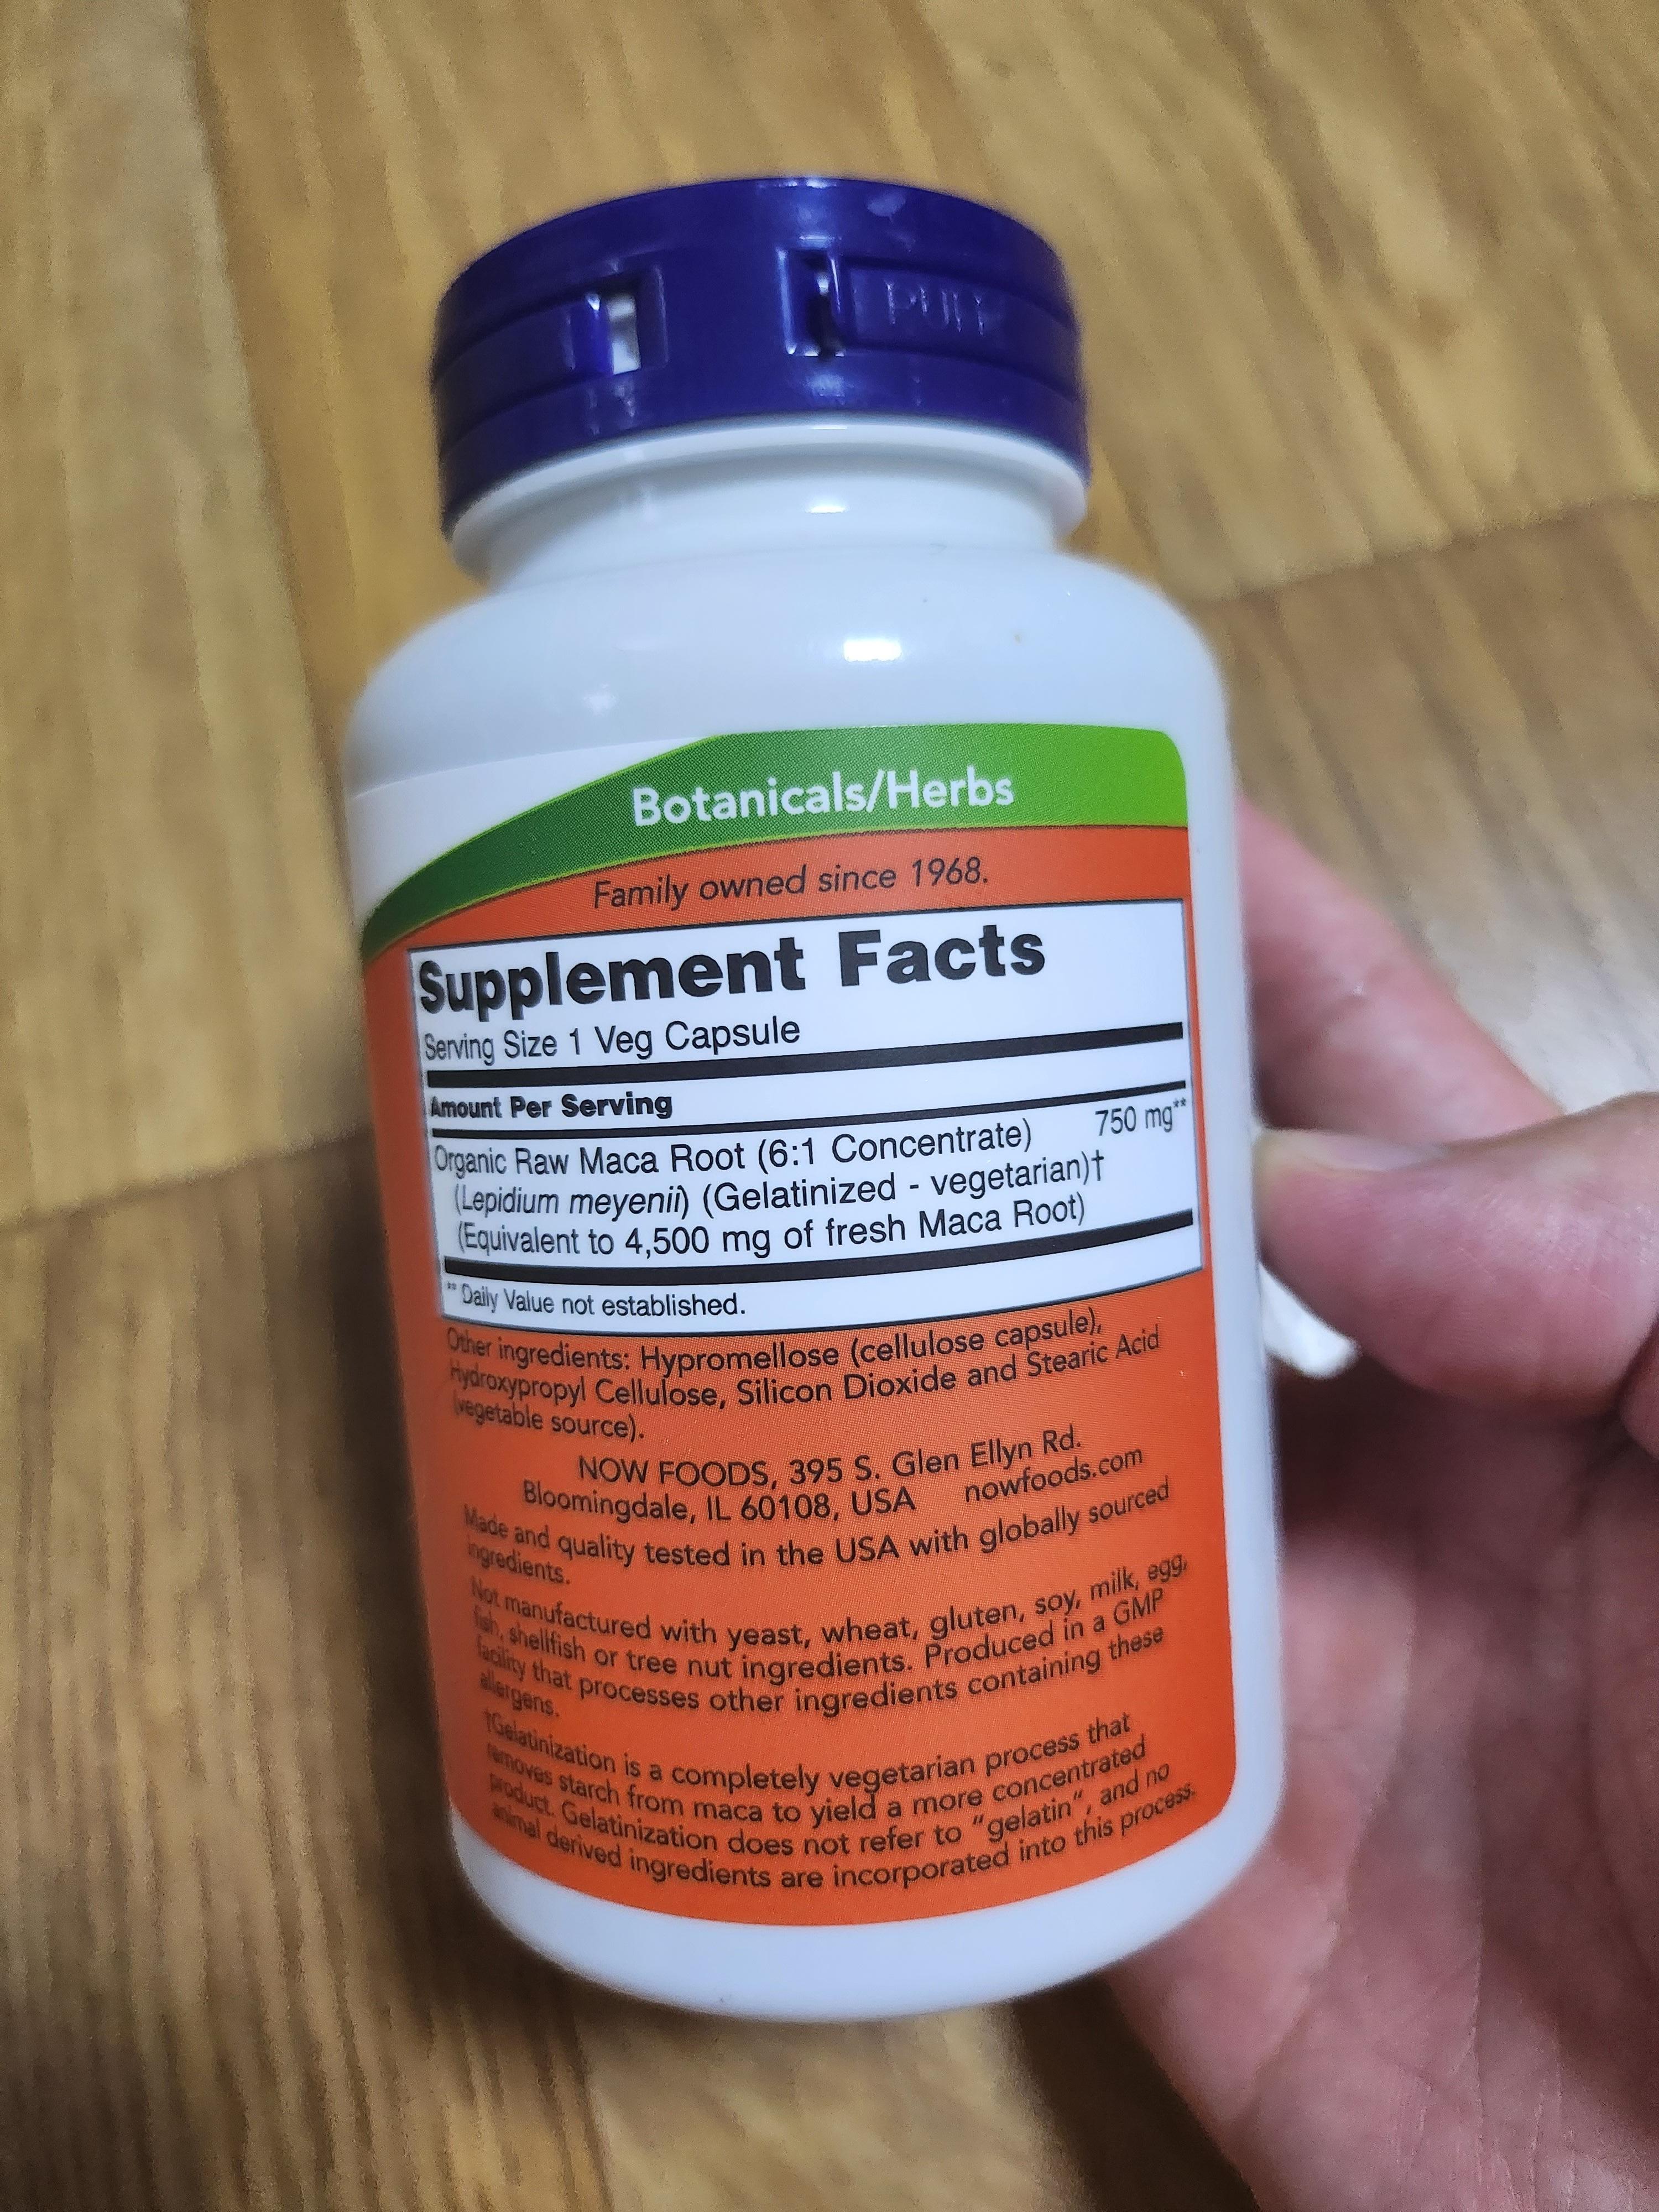 PULL
Botanicals/Herbs
Family owned since 1968.
Supplement Facts
Serving Size 1 Veg Capsule
Amount Per Serving
Organic Raw Maca Root (6:1 Concentrate) 750 mg**
(Lepidium meyenii) (Gelatinized - vegetarian)†
(Equivalent to 4,500 mg of fresh Maca Root)
** Daily Value not established.
Other ingredients: Hypromellose (cellulose capsule),
Hydroxypropyl Cellulose, Silicon Dioxide and Stearic Acid
(vegetable source).
NOW FOODS, 395 S. Glen Ellyn Rd.
Bloomingdale, IL 60108, USA nowfoods.com
Made and quality tested in the USA with globally sourced
ingredients.
Not manufactured with yeast, wheat, gluten, soy, milk, egg,
fish, shellfish or tree nut ingredients. Produced in a GMP
facility that processes other ingredients containing these
allergens.
†Gelatinization is a completely vegetarian process that
removes starch from maca to yield a more concentrated
product. Gelatinization does not refer to "gelatin", and no
animal derived ingredients are incorporated into this process.